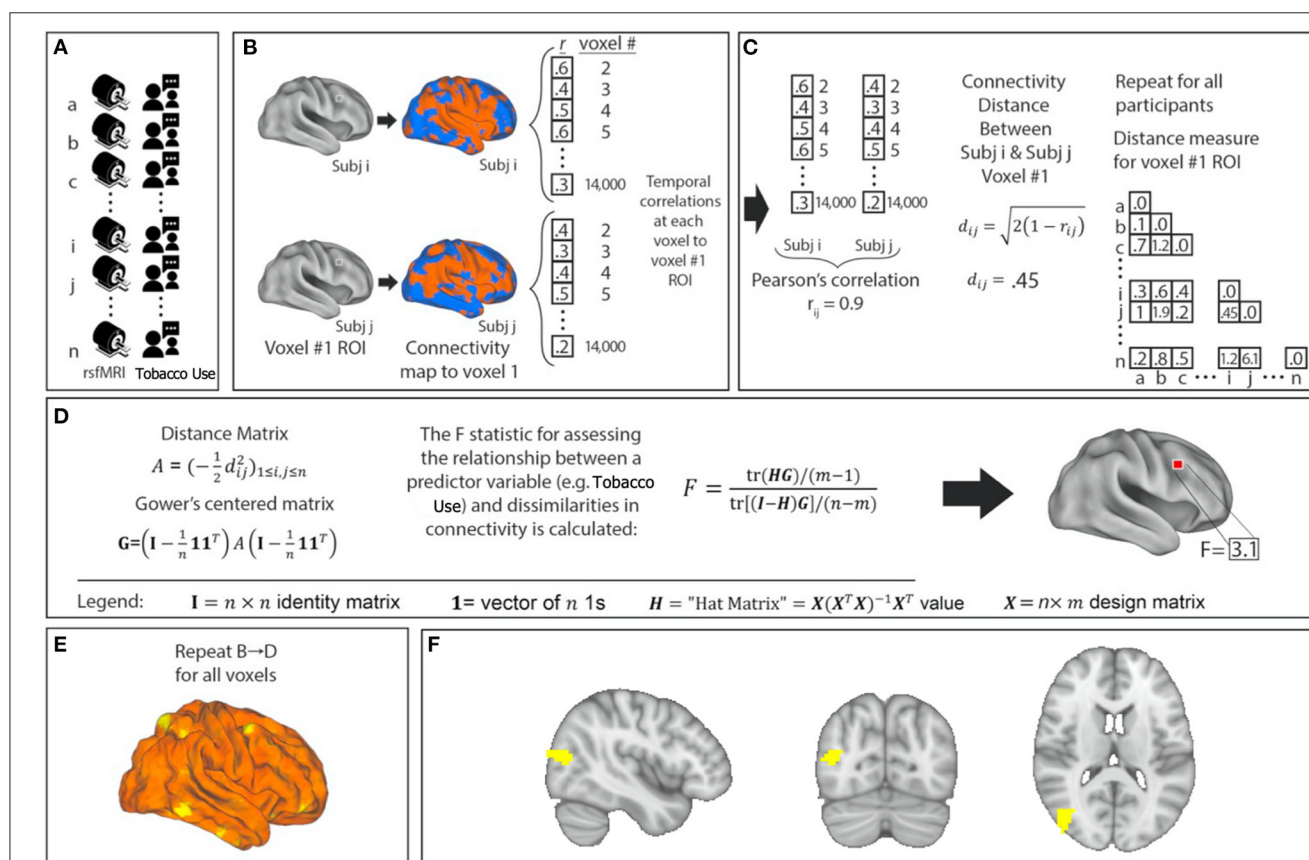 A
a
b
c
i
j
n
rsfMRI Tobacco Use
B
r voxel #
.6 2
.4 3
.5 4
.6 5
.3 14,000
Subj i
Subj i
.4 2
.3 3
.4 4
.5 5
.2 14,000
Subj j
Subj j
Voxel #1 ROI
Connectivity
map to voxel 1
Temporal
correlations
at each
voxel to
voxel #1
ROI
C
.6 2 .4 2
.4 3 .3 3
.5 4 .4 4
.6 5 .5 5
.3 14,000 .2 14,000
Subj i Subj j
Pearson's correlation
r_ij = 0.9
Connectivity
Distance
Between
Subj i & Subj j
Voxel #1
d_ij = √2(1 − r_ij)
d_ij = .45
Repeat for all
participants
Distance measure
for voxel #1 ROI
a .0
b .1 .0
c .7 1.2 .0
i .3 .6 .4 .0
j 1 1.9 .2 .45 .0
n .2 .8 .5 1.2 6.1 .0
a b c ··· i j ··· n
D
Distance Matrix
A = (−1/2 d²_ij)_1≤i,j≤n
Gower's centered matrix
G=(I − 1/n 11^T) A (I − 1/n 11^T)
The F statistic for assessing
the relationship between a
predictor variable (e.g. Tobacco
Use) and dissimilarities in
connectivity is calculated:
F = tr(HG)/(m−1) / tr[(I−H)G]/(n−m)
F= 3.1
Legend: I = n × n identity matrix 1= vector of n 1s H = "Hat Matrix" = X(X^T X)^−1 X^T value X = n× m design matrix
E
Repeat B→D
for all voxels
F